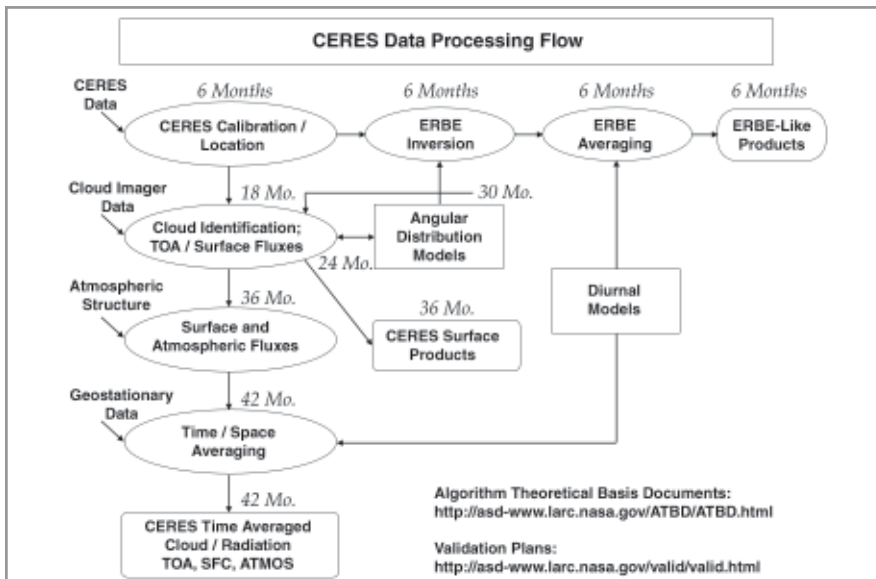 CERES Data Processing Flow
CERES
Data
6 Months
6 Months
6 Months
6 Months
CERES Calibration /
Location
ERBE
Inversion
ERBE
Averaging
ERBE-Like
Products
Cloud Imager
Data
18 Mo.
30 Mo.
Cloud Identification;
TOA / Surface Fluxes
Angular
Distribution
Models
24 Mo.
Atmospheric
Structure
36 Mo.
Diurnal
Models
36 Mo.
Surface and
Atmospheric Fluxes
CERES Surface
Products
Geostationary
Data
42 Mo.
Time / Space
Averaging
42 Mo.
CERES Time Averaged
Cloud / Radiation
TOA, SFC, ATMOS
Algorithm Theoretical Basis Documents:
http://asd-www.larc.nasa.gov/ATBD/ATBD.html
Validation Plans:
http://asd-www.larc.nasa.gov/valid/valid.html